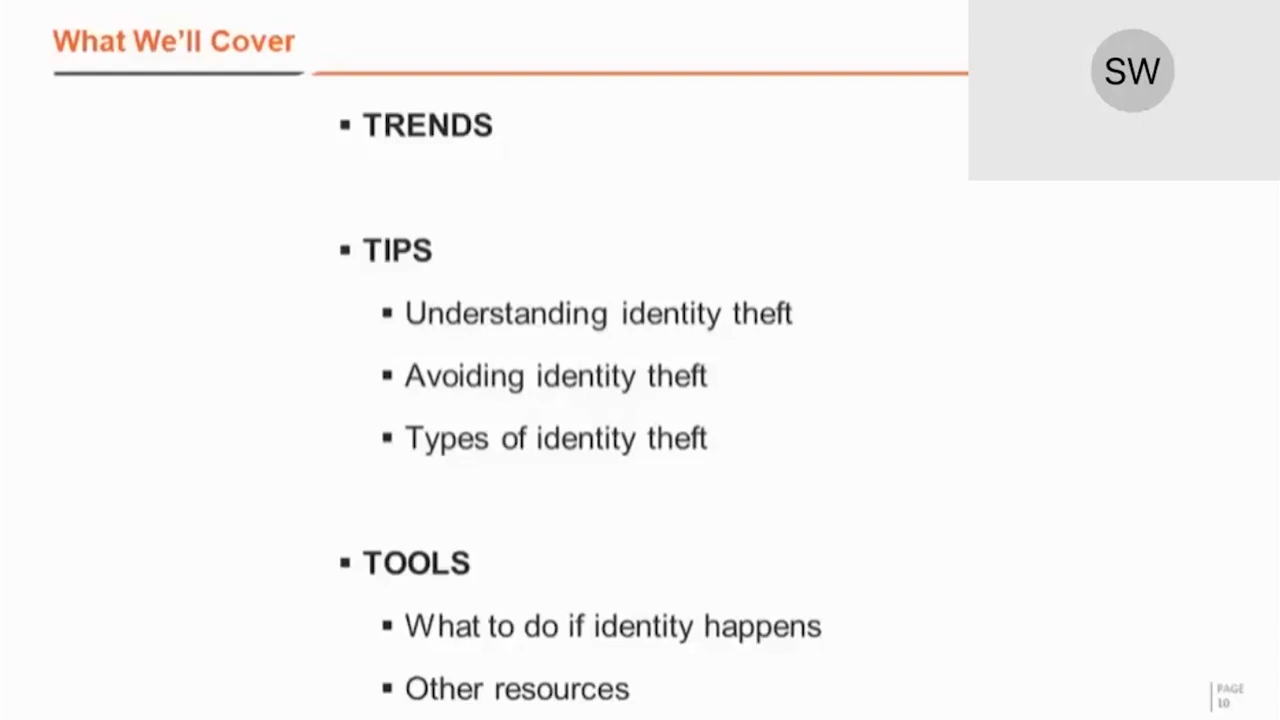 What We'll Cover
SW
▪ TRENDS
▪ TIPS
▪ Understanding identity theft
▪ Avoiding identity theft
▪ Types of identity theft
▪ TOOLS
▪ What to do if identity happens
▪ Other resources
PAGE
10